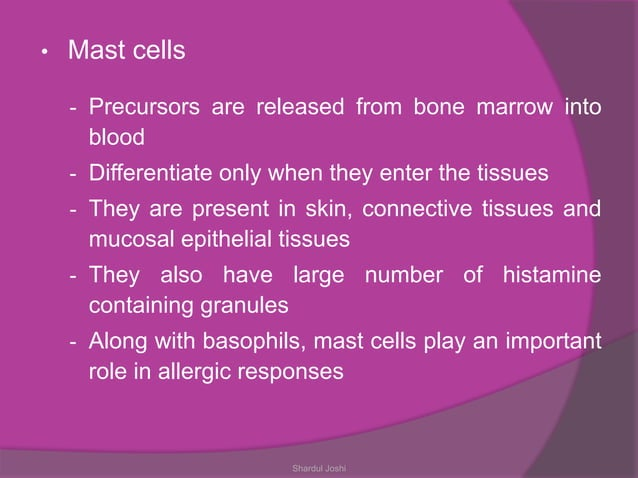 • Mast cells
- Precursors are released from bone marrow into
blood
- Differentiate only when they enter the tissues
- They are present in skin, connective tissues and
mucosal epithelial tissues
- They also have large number of histamine
containing granules
- Along with basophils, mast cells play an important
role in allergic responses
Shardul Joshi